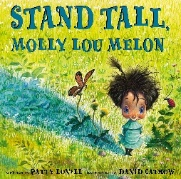 STAND TALL,
MOLLY LOU MELON
PATTY LOVELL
DAVID CATROW